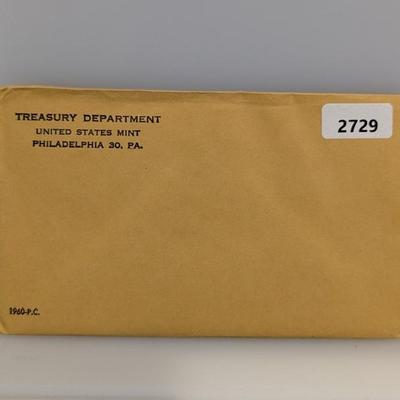 TREASURY DEPARTMENT
UNITED STATES MINT
PHILADELPHIA 30, PA.
2729
1960-P.C.